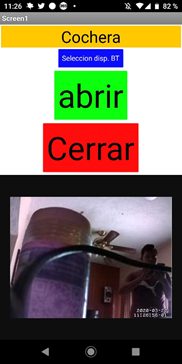 11:26
82 %
Screen1
Cochera
Seleccion disp. BT
abrir
Cerrar